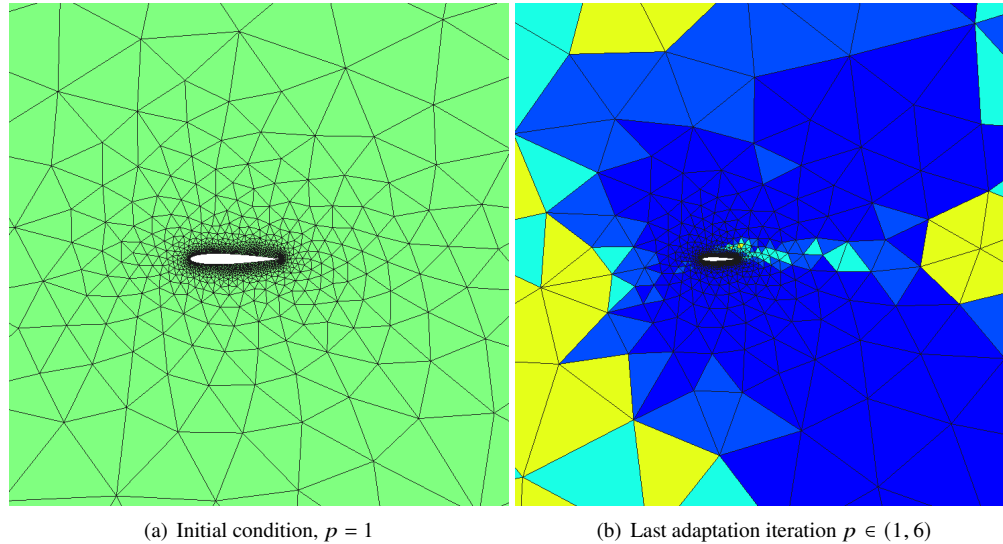 (a) Initial condition, p = 1
(b) Last adaptation iteration p ∈ (1, 6)